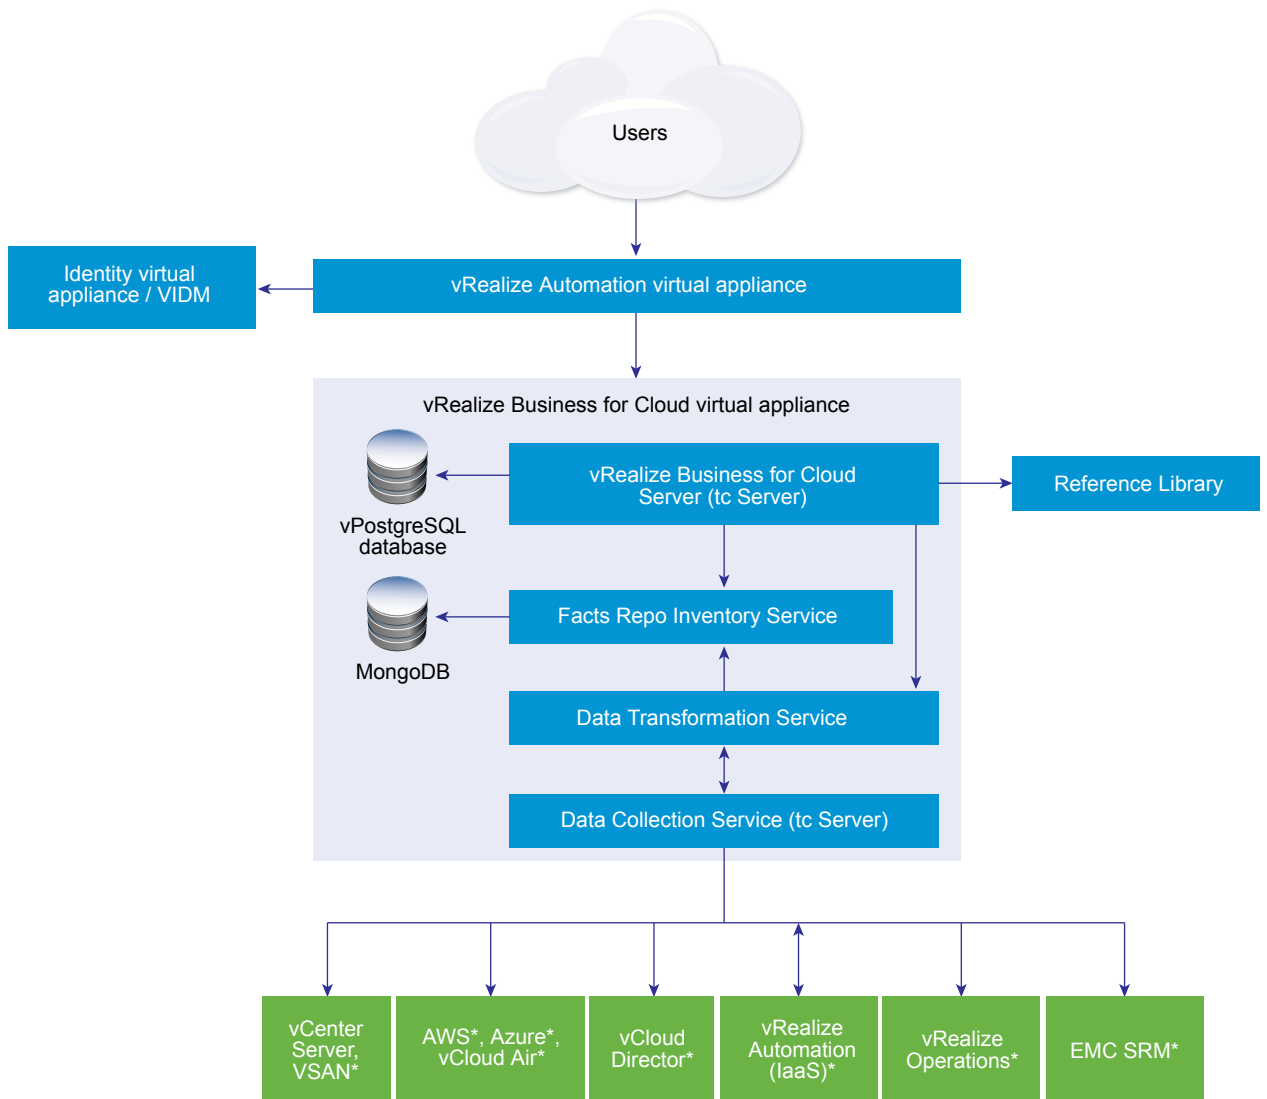 Users
Identity virtual
appliance / VIDM
vRealize Automation virtual appliance
vRealize Business for Cloud virtual appliance
vRealize Business for Cloud
Server (tc Server)
Reference Library
vPostgreSQL
database
Facts Repo Inventory Service
MongoDB
Data Transformation Service
Data Collection Service (tc Server)
vCenter
Server,
VSAN*
AWS*, Azure*,
vCloud Air*
vCloud
Director*
vRealize
Automation
(IaaS)*
vRealize
Operations*
EMC SRM*